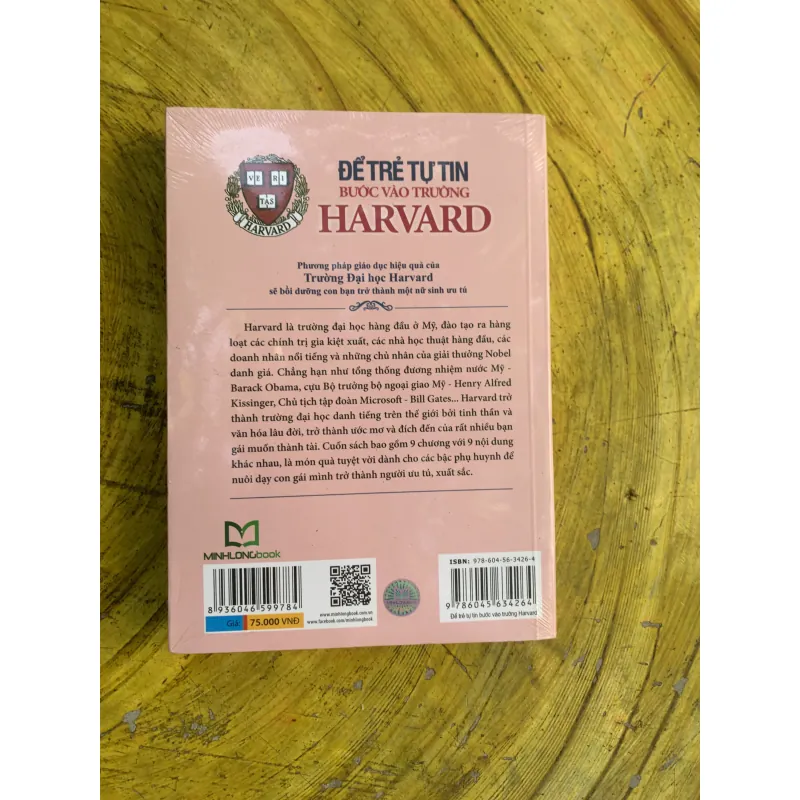 VE RI
TAS
HARVARD
ĐỂ TRẺ TỰ TIN
BƯỚC VÀO TRƯỜNG
HARVARD
Phương pháp giáo dục hiệu quả của
Trường Đại học Harvard
sẽ bồi dưỡng con bạn trở thành một nữ sinh ưu tú
Harvard là trường đại học hàng đầu ở Mỹ, đào tạo ra hàng
loạt các chính trị gia kiệt xuất, các nhà học thuật hàng đầu, các
doanh nhân nổi tiếng và những chủ nhân của giải thưởng Nobel
danh giá. Chẳng hạn như tổng thống đương nhiệm nước Mỹ -
Barack Obama, cựu Bộ trưởng bộ ngoại giao Mỹ - Henry Alfred
Kissinger, Chủ tịch tập đoàn Microsoft - Bill Gates... Harvard trở
thành trường đại học danh tiếng trên thế giới bởi tinh thần và
văn hóa lâu đời, trở thành ước mơ và đích đến của rất nhiều bạn
gái muốn thành tài. Cuốn sách bao gồm 9 chương với 9 nội dung
khác nhau, là món quà tuyệt vời dành cho các bậc phụ huynh để
nuôi dạy con gái mình trở thành người ưu tú, xuất sắc.
MINHLONGbook
8 936046 599784
Giá: 75.000 VNĐ
www.minhlongbook.com.vn
www.facebook.com/minhlongbook
ISBN: 978-604-56-3426-4
9 786045 634264
Để trẻ tự tin bước vào trường Harvard